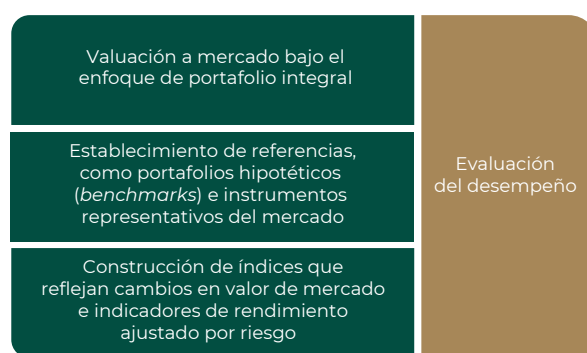 Valuación a mercado bajo el
enfoque de portafolio integral
Establecimiento de referencias,
como portafolios hipotéticos
(benchmarks) e instrumentos
representativos del mercado
Construcción de índices que
reflejan cambios en valor de mercado
e indicadores de rendimiento
ajustado por riesgo
Evaluación
del desempeño